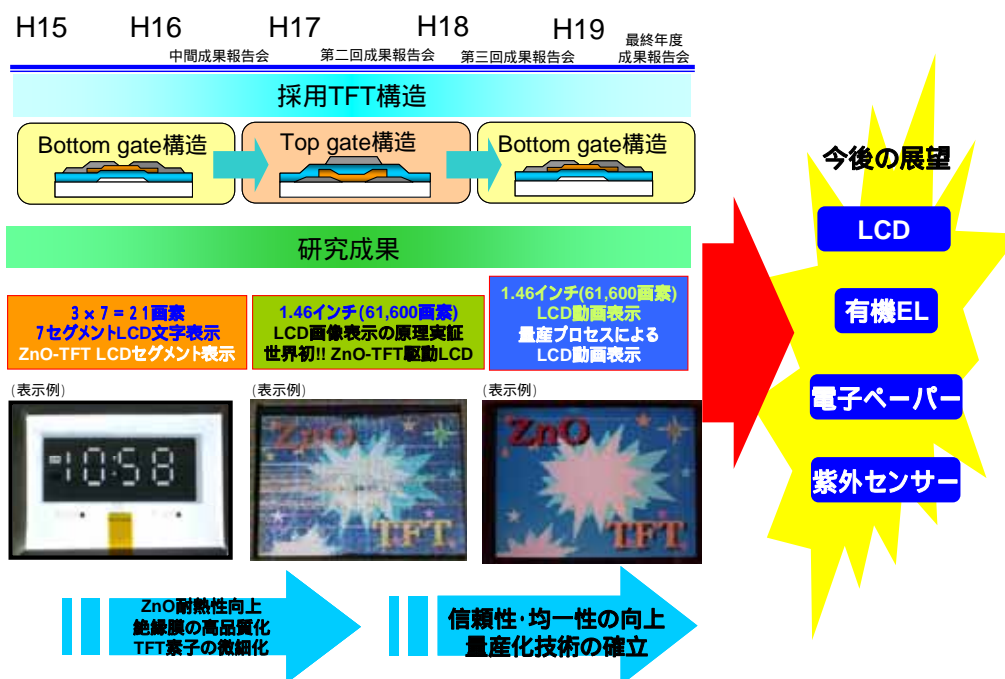 H15
H16
H17
H18
H19
中間成果報告会
第二回成果報告会
第三回成果報告会
最終年度
成果報告会
採用TFT構造
Bottom gate構造
Top gate構造
Bottom gate構造
研究成果
3×7=21画素
7セグメントLCD文字表示
ZnO-TFT LCDセグメント表示
1.46インチ(61,600画素)
LCD画像表示の原理実証
世界初!! ZnO-TFT駆動LCD
1.46インチ(61,600画素)
LCD動画表示
量産プロセスによる
LCD動画表示
(表示例)
(表示例)
(表示例)
10:58
ZnO
TFT
ZnO
TFT
ZnO耐熱性向上
絶縁膜の高品質化
TFT素子の微細化
信頼性･均一性の向上
量産化技術の確立
今後の展望
LCD
有機EL
電子ペーパー
紫外センサー